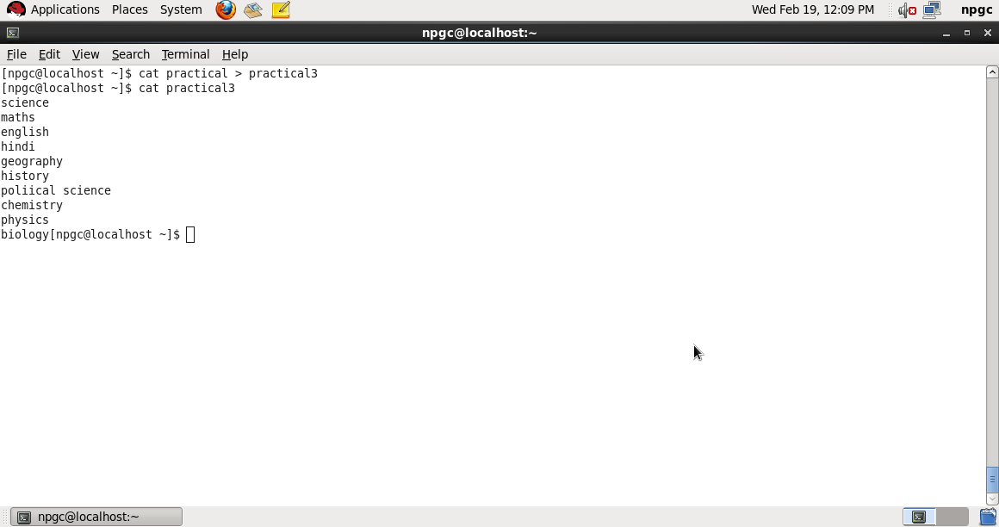 Applications Places System Wed Feb 19, 12:09 PM npgc
npgc@localhost:~
File Edit View Search Terminal Help
[npgc@localhost ~]$ cat practical > practical3
[npgc@localhost ~]$ cat practical3
science
maths
english
hindi
geography
history
poliical science
chemistry
physics
biology[npgc@localhost ~]$
npgc@localhost:~